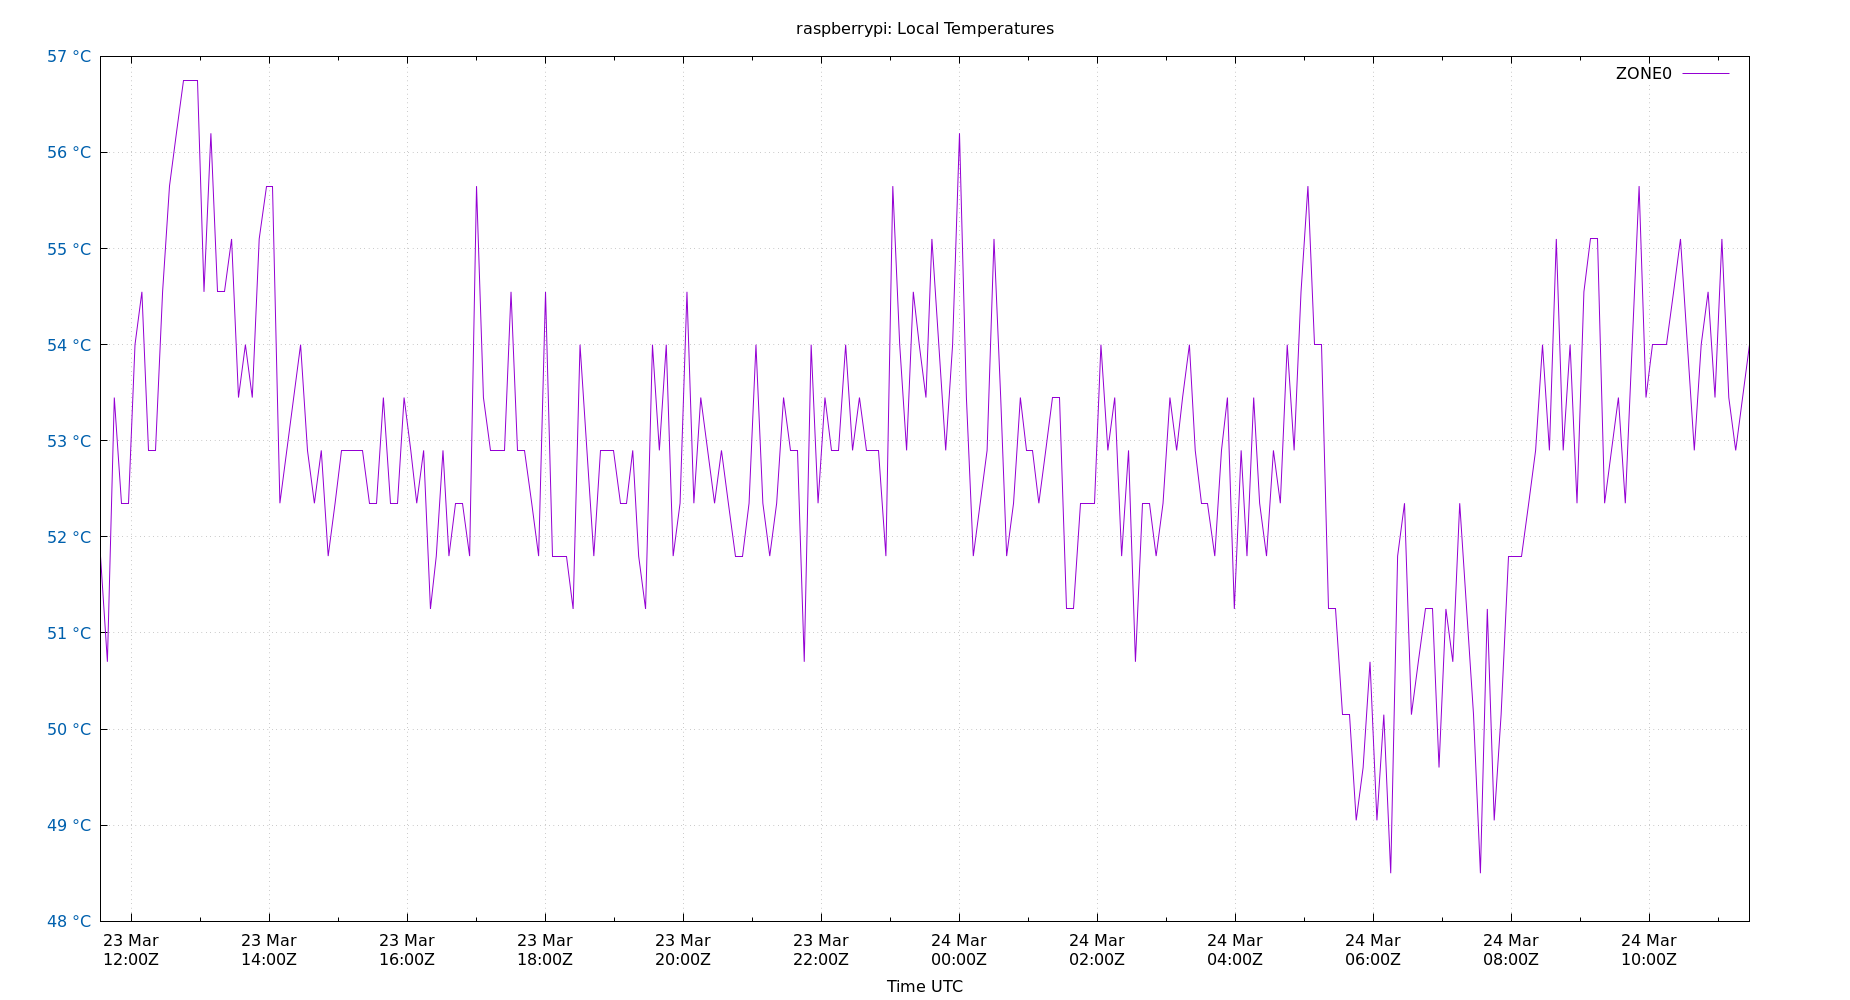 raspberrypi: Local Temperatures
57 °C
ZONE0
56 °C
55 °C
54 °C
53 °C
52 °C
51 °C
50 °C
49 °C
48 °C
23 Mar 23 Mar 23 Mar 23 Mar 23 Mar 23 Mar 24 Mar 24 Mar 24 Mar 24 Mar 24 Mar 24 Mar
12:00Z 14:00Z 16:00Z 18:00Z 20:00Z 22:00Z 00:00Z 02:00Z 04:00Z 06:00Z 08:00Z 10:00Z
Time UTC